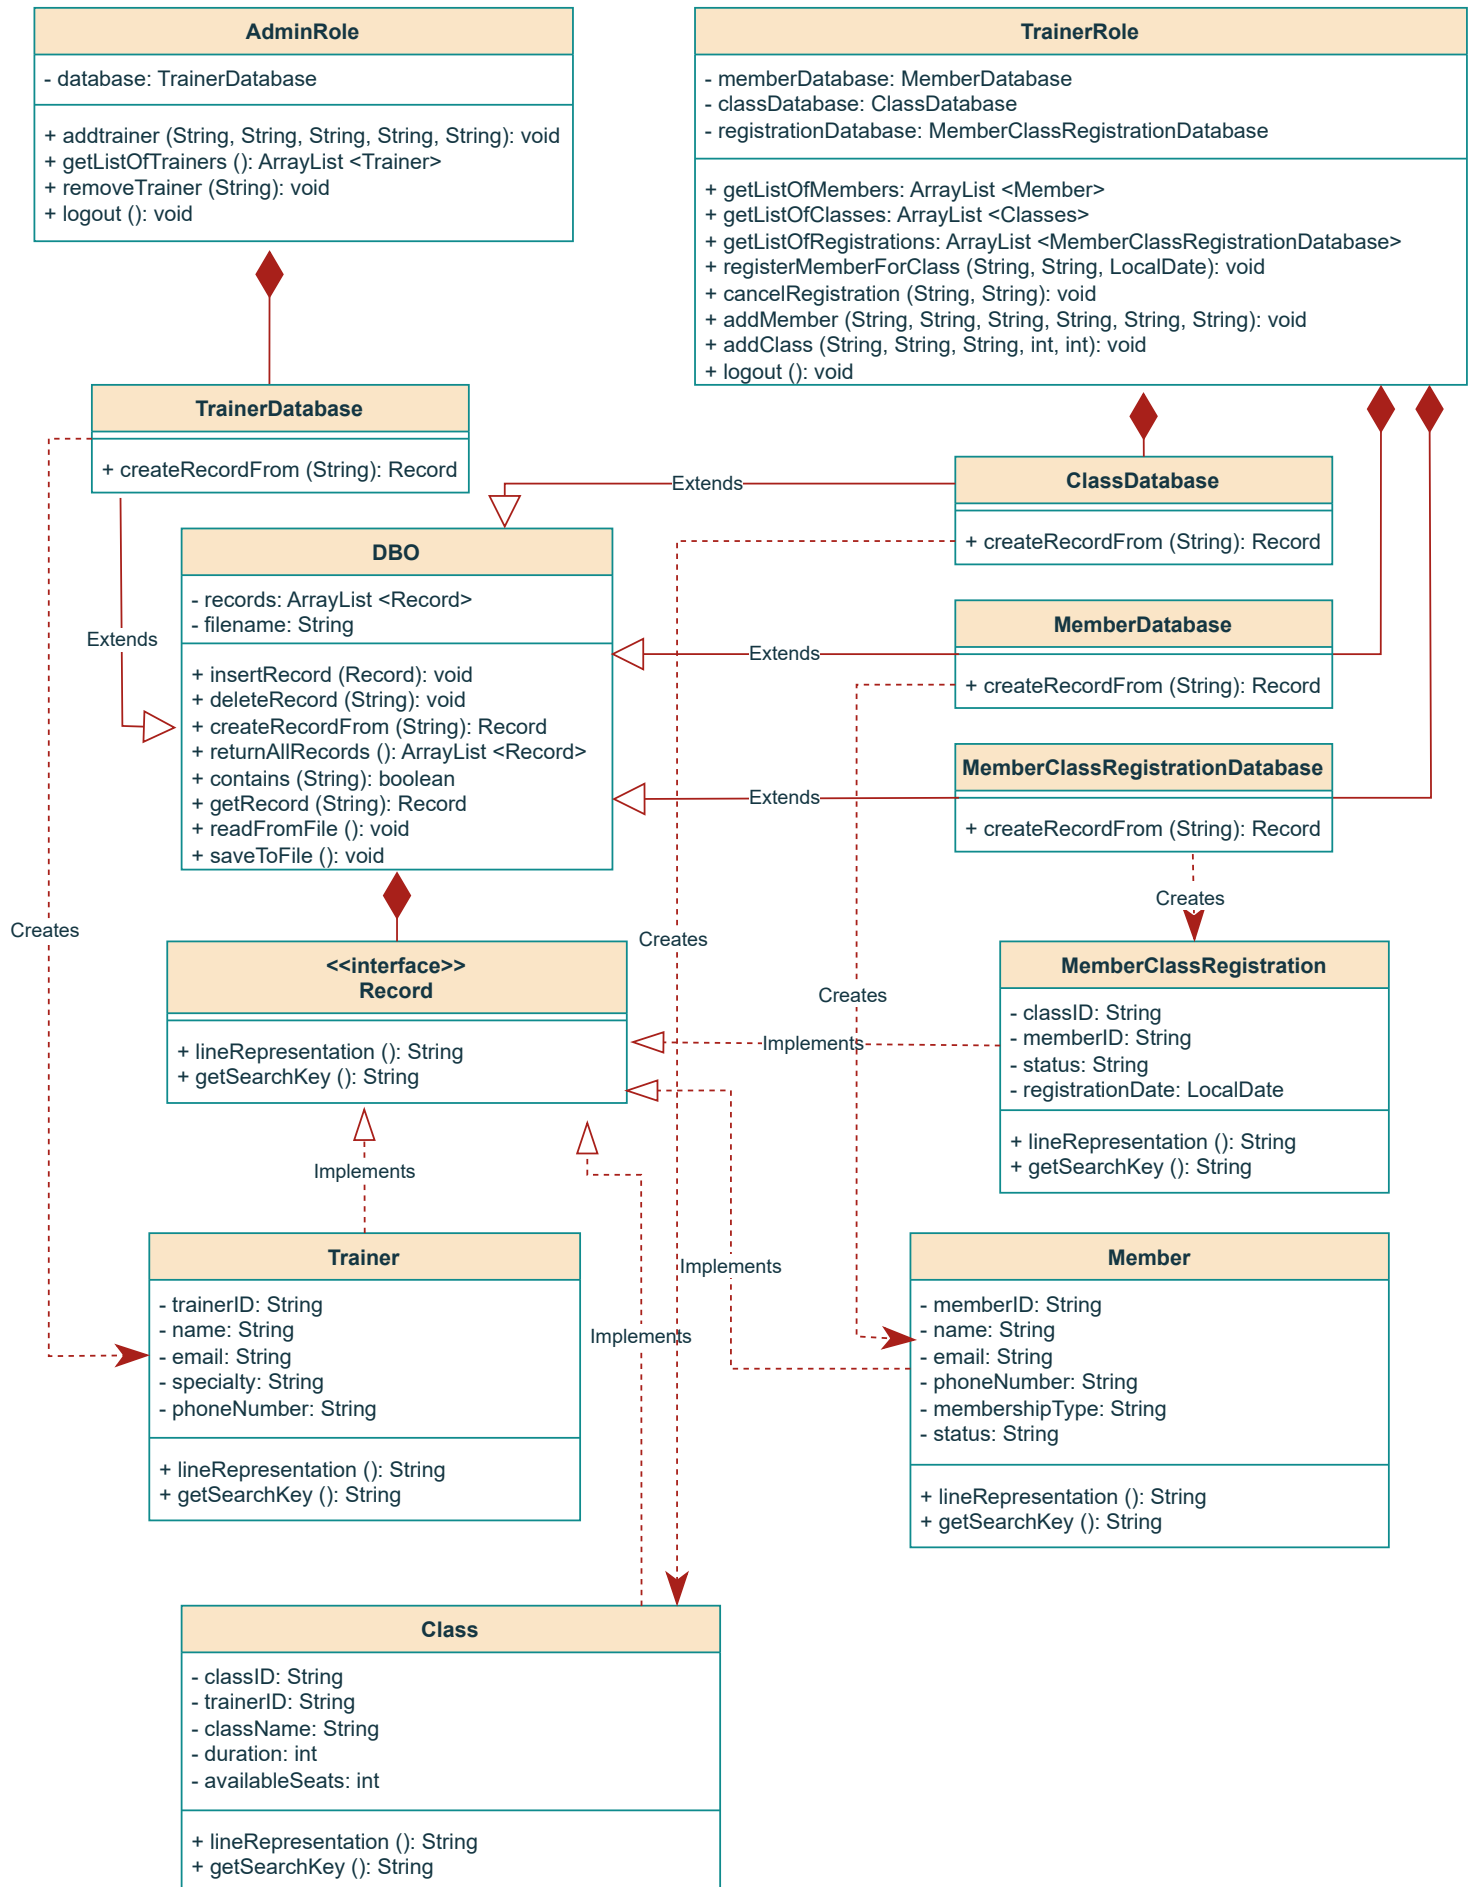 AdminRole
- database: TrainerDatabase
+ addtrainer (String, String, String, String, String): void
+ getListOfTrainers (): ArrayList <Trainer>
+ removeTrainer (String): void
+ logout (): void
TrainerRole
- memberDatabase: MemberDatabase
- classDatabase: ClassDatabase
- registrationDatabase: MemberClassRegistrationDatabase
+ getListOfMembers: ArrayList <Member>
+ getListOfClasses: ArrayList <Classes>
+ getListOfRegistrations: ArrayList <MemberClassRegistrationDatabase>
+ registerMemberForClass (String, String, LocalDate): void
+ cancelRegistration (String, String): void
+ addMember (String, String, String, String, String, String): void
+ addClass (String, String, String, int, int): void
+ logout (): void
TrainerDatabase
+ createRecordFrom (String): Record
Extends
ClassDatabase
+ createRecordFrom (String): Record
DBO
- records: ArrayList <Record>
- filename: String
+ insertRecord (Record): void
+ deleteRecord (String): void
+ createRecordFrom (String): Record
+ returnAllRecords (): ArrayList <Record>
+ contains (String): boolean
+ getRecord (String): Record
+ readFromFile (): void
+ saveToFile (): void
Extends
Extends
MemberDatabase
+ createRecordFrom (String): Record
Extends
MemberClassRegistrationDatabase
+ createRecordFrom (String): Record
Creates
Creates
Creates
Creates
<<interface>>
Record
+ lineRepresentation (): String
+ getSearchKey (): String
MemberClassRegistration
- classID: String
- memberID: String
- status: String
- registrationDate: LocalDate
+ lineRepresentation (): String
+ getSearchKey (): String
Implements
Implements
Implements
Implements
Trainer
- trainerID: String
- name: String
- email: String
- specialty: String
- phoneNumber: String
+ lineRepresentation (): String
+ getSearchKey (): String
Member
- memberID: String
- name: String
- email: String
- phoneNumber: String
- membershipType: String
- status: String
+ lineRepresentation (): String
+ getSearchKey (): String
Class
- classID: String
- trainerID: String
- className: String
- duration: int
- availableSeats: int
+ lineRepresentation (): String
+ getSearchKey (): String